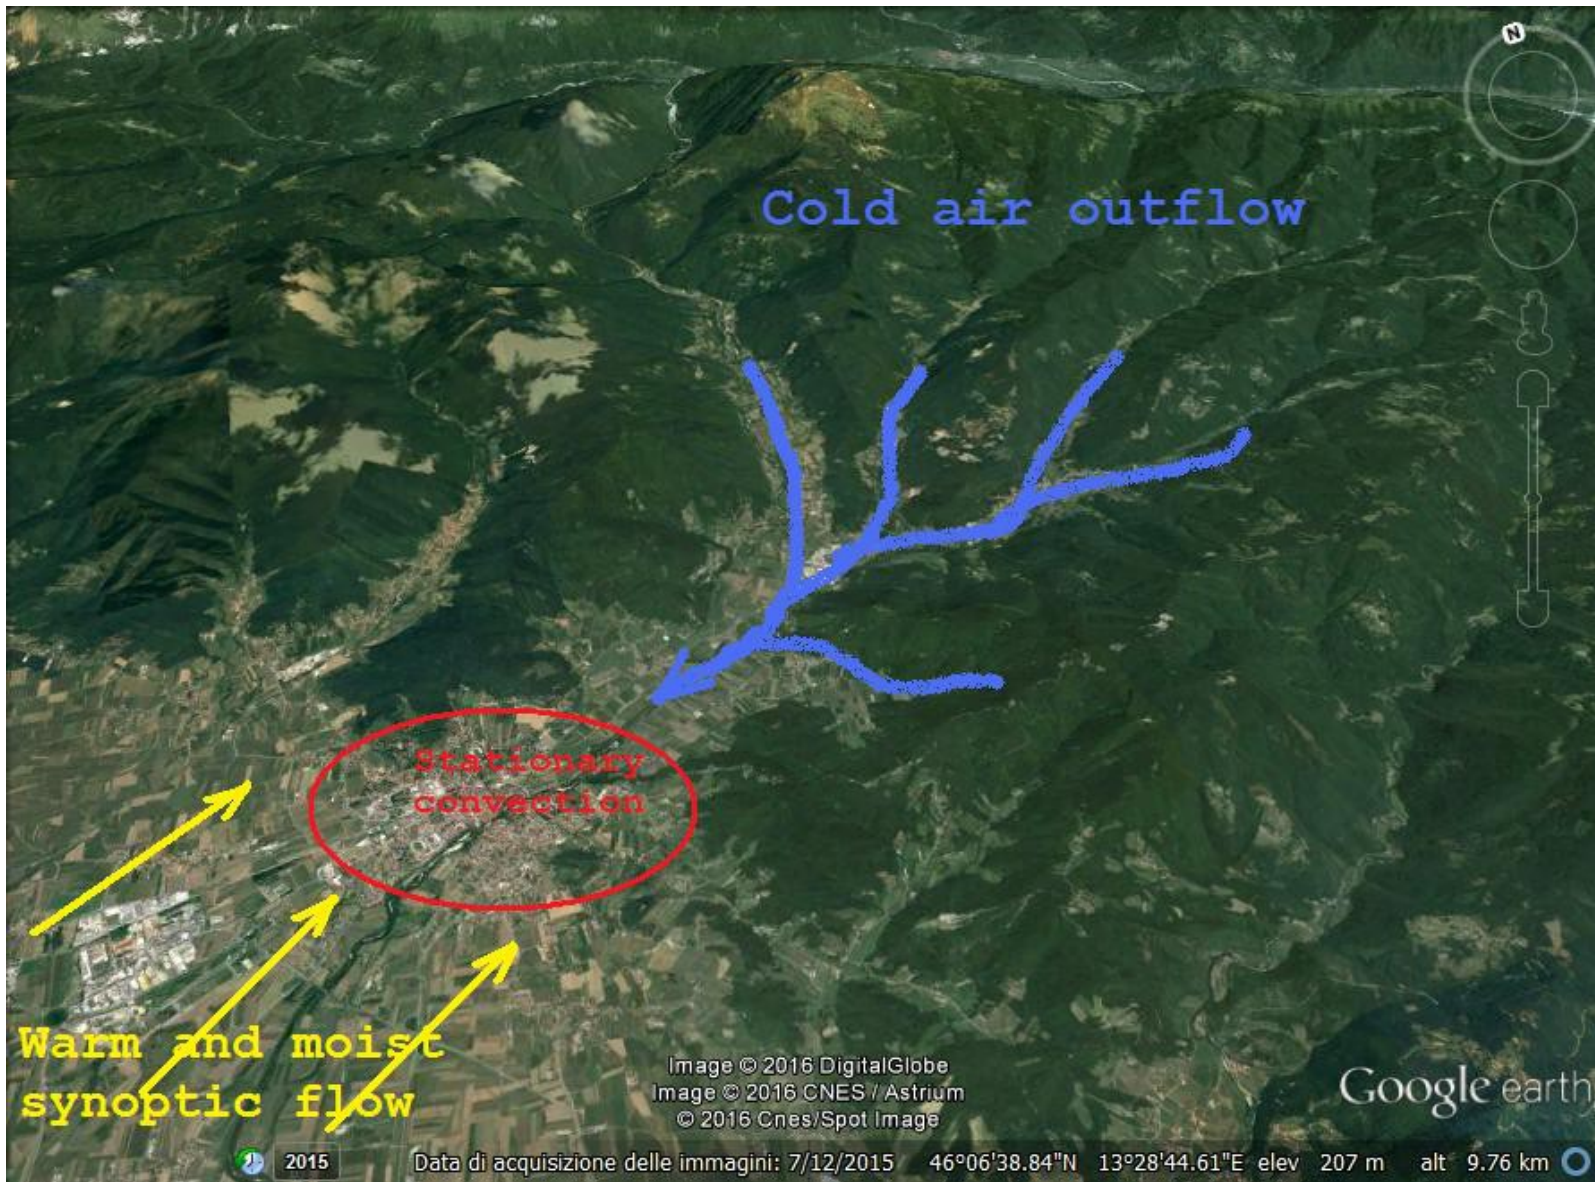 N
Cold air outflow
Stationary
convection
Warm and moist
synoptic flow
Image © 2016 DigitalGlobe
Image © 2016 CNES / Astrium
© 2016 Cnes/Spot Image
Google earth
2015
Data di acquisizione delle immagini: 7/12/2015 46°06'38.84"N 13°28'44.61"E elev 207 m alt 9.76 km